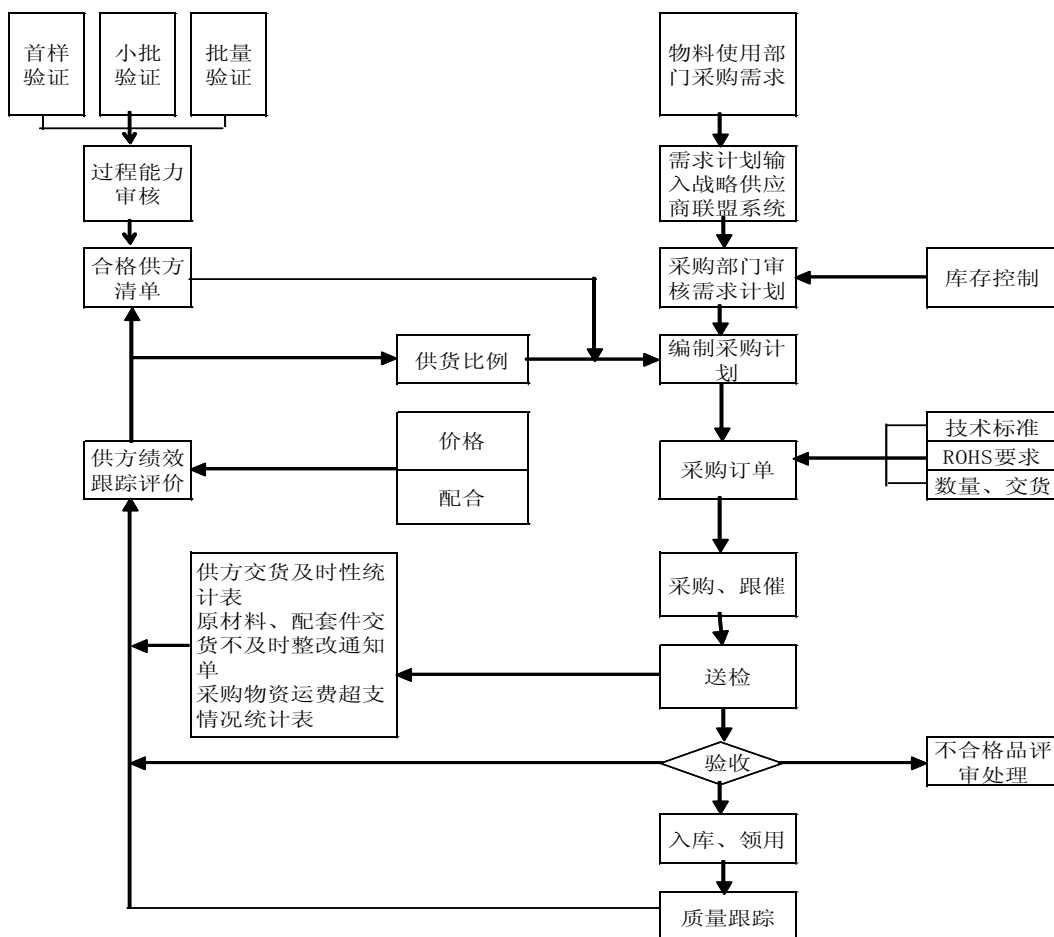 首样
验证
小批
验证
批量
验证
物料使用部
门采购需求
过程能力
审核
需求计划输
入战略供应
商联盟系统
合格供方
清单
采购部门审
核需求计划
库存控制
供货比例
编制采购计
划
供方绩效
跟踪评价
价格
配合
采购订单
技术标准
ROHS要求
数量、交货
供方交货及时性统
计表
原材料、配套件交
货不及时整改通知
单
采购物资运费超支
情况统计表
采购、跟催
送检
验收
不合格品评
审处理
入库、领用
质量跟踪